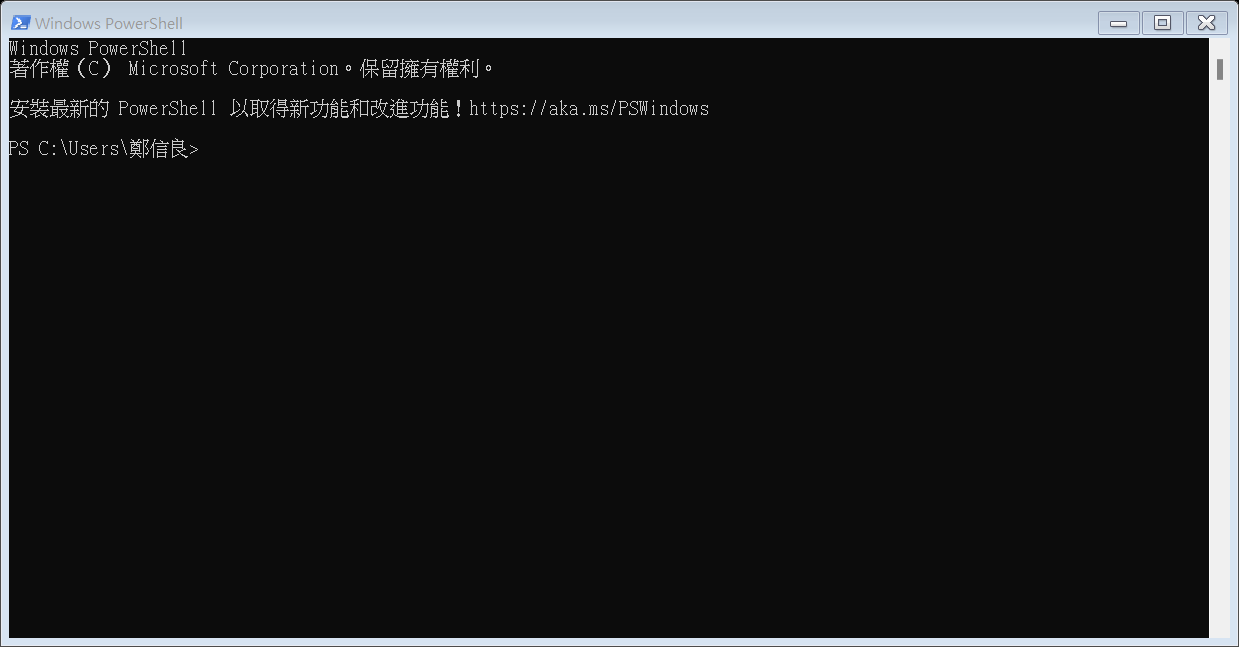 Windows PowerShell
Windows PowerShell
著作權（C） Microsoft Corporation。保留擁有權利。
安裝最新的 PowerShell 以取得新功能和改進功能！https://aka.ms/PSWindows
PS C:\Users\鄭信良>